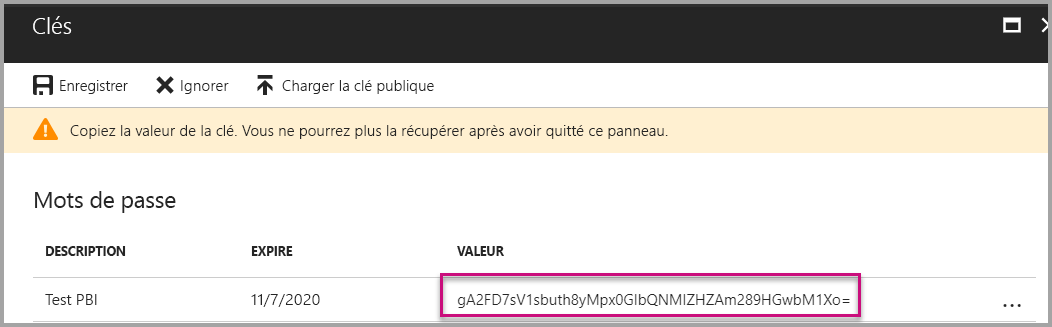 Clés
Enregistrer Ignorer Charger la clé publique
Copiez la valeur de la clé. Vous ne pourrez plus la récupérer après avoir quitté ce panneau.
Mots de passe
DESCRIPTION EXPIRE VALEUR
Test PBI 11/7/2020 gA2FD7sV1sbuth8yMpx0GlbQNMIZHZAm289HGwbM1Xo=